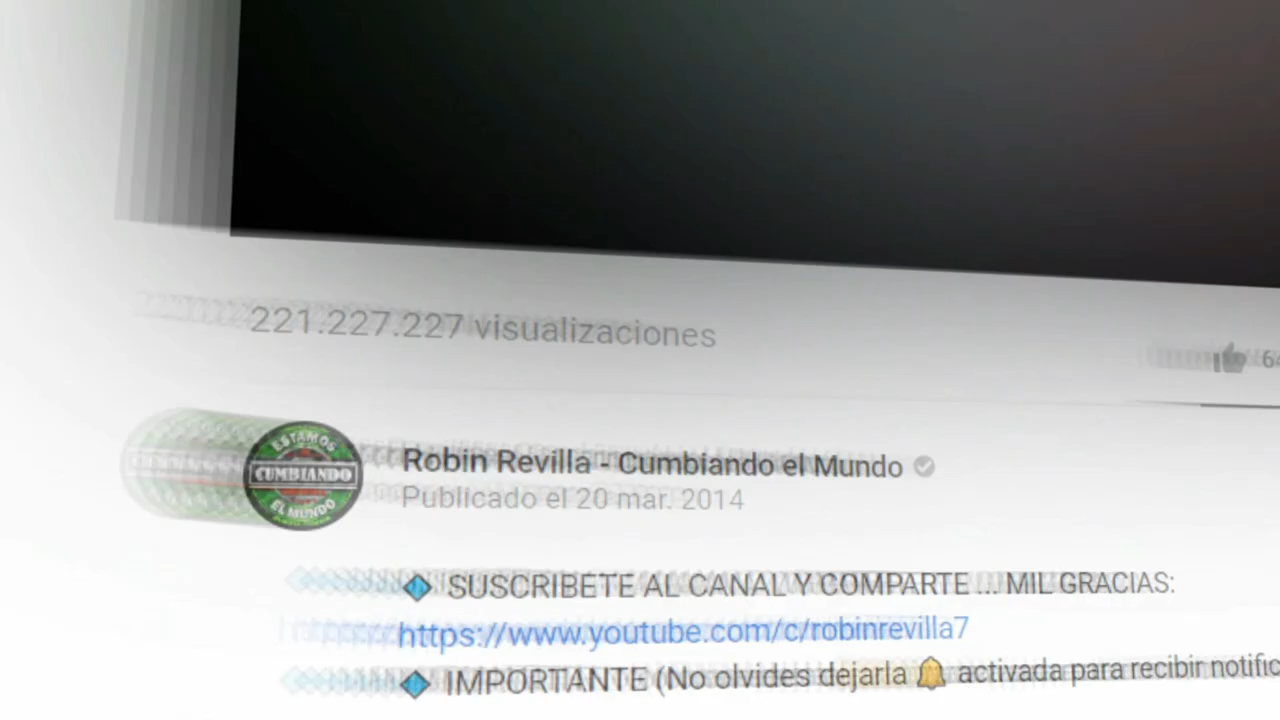 221.227.227 visualizaciones
ESTAMOS
CUMBIANDO
EL MUNDO
Robin Revilla - Cumbiando el Mundo
Publicado el 20 mar. 2014
SUSCRIBETE AL CANAL Y COMPARTE ... MIL GRACIAS:
https://www.youtube.com/c/robinrevilla7
IMPORTANTE (No olvides dejarla 🔔 activada para recibir